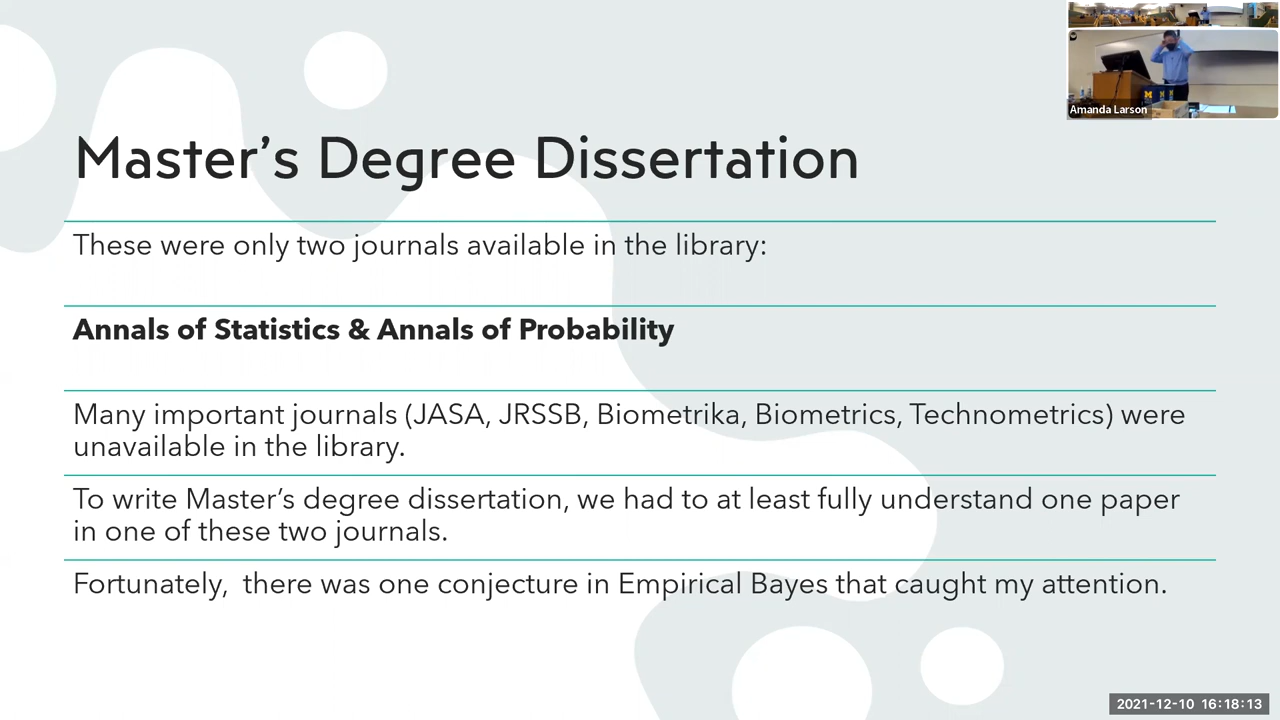 Amanda Larson
Master's Degree Dissertation
These were only two journals available in the library:
Annals of Statistics & Annals of Probability
Many important journals (JASA, JRSSB, Biometrika, Biometrics, Technometrics) were
unavailable in the library.
To write Master's degree dissertation, we had to at least fully understand one paper
in one of these two journals.
Fortunately,  there was one conjecture in Empirical Bayes that caught my attention.
2021-12-10 16:18:13